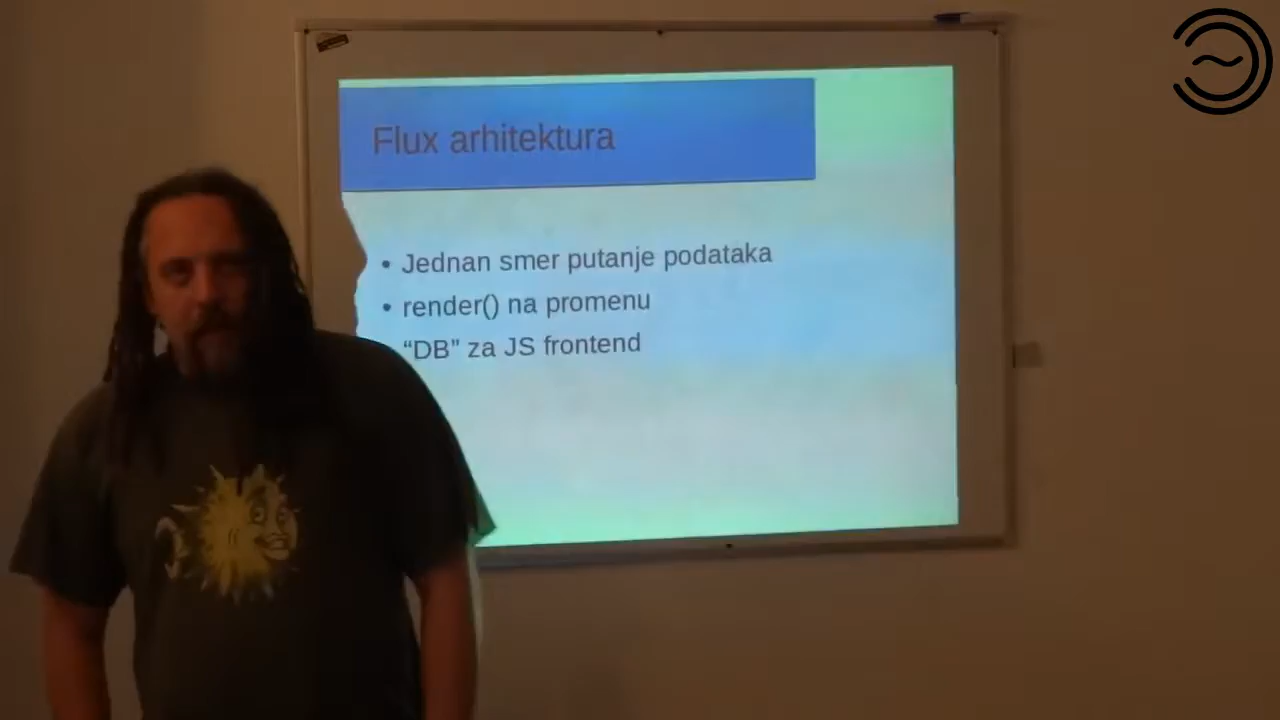 Flux arhitektura
• Jednan smer putanje podataka
• render() na promenu
“DB” za JS frontend